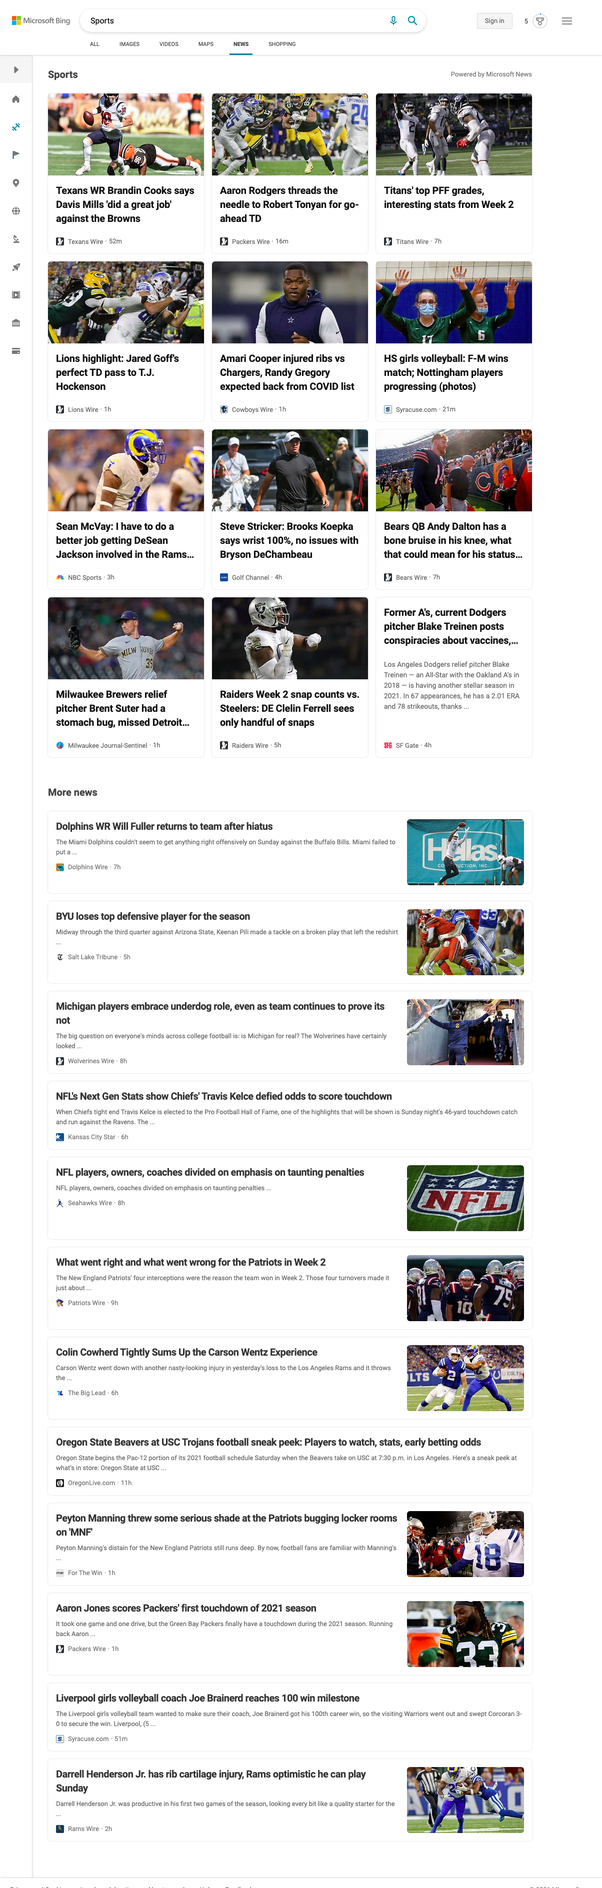 Microsoft Bing
Sports
Sign in
5
ALL
IMAGES
VIDEOS
MAPS
NEWS
SHOPPING
Sports
Powered by Microsoft News
Texans WR Brandin Cooks says
Davis Mills 'did a great job'
against the Browns
Texans Wire · 52m
Aaron Rodgers threads the
needle to Robert Tonyan for go-
ahead TD
Packers Wire · 16m
Titans' top PFF grades,
interesting stats from Week 2
Titans Wire · 7h
Lions highlight: Jared Goff's
perfect TD pass to T.J.
Hockenson
Lions Wire · 1h
Amari Cooper injured ribs vs
Chargers, Randy Gregory
expected back from COVID list
Cowboys Wire · 1h
HS girls volleyball: F-M wins
match; Nottingham players
progressing (photos)
Syracuse.com · 21m
Sean McVay: I have to do a
better job getting DeSean
Jackson involved in the Rams...
NBC Sports · 3h
Steve Stricker: Brooks Koepka
says wrist 100%, no issues with
Bryson DeChambeau
Golf Channel · 4h
Bears QB Andy Dalton has a
bone bruise in his knee, what
that could mean for his status...
Bears Wire · 7h
Milwaukee Brewers relief
pitcher Brent Suter had a
stomach bug, missed Detroit...
Milwaukee Journal-Sentinel · 1h
Raiders Week 2 snap counts vs.
Steelers: DE Clelin Ferrell sees
only handful of snaps
Raiders Wire · 5h
Former A's, current Dodgers
pitcher Blake Treinen posts
conspiracies about vaccines,...
Los Angeles Dodgers relief pitcher Blake
Treinen — an All-Star with the Oakland A's in
2018 — is having another stellar season in
2021. In 67 appearances, he has a 2.01 ERA
and 78 strikeouts, thanks ...
SF Gate · 4h
More news
Dolphins WR Will Fuller returns to team after hiatus
The Miami Dolphins couldn't seem to get anything right offensively on Sunday against the Buffalo Bills. Miami failed to
put a ...
Dolphins Wire · 7h
BYU loses top defensive player for the season
Midway through the third quarter against Arizona State, Keenan Pili made a tackle on a broken play that left the redshirt
...
Salt Lake Tribune · 5h
Michigan players embrace underdog role, even as team continues to prove its
not
The big question on everyone's minds across college football is: is Michigan for real? The Wolverines have certainly
looked ...
Wolverines Wire · 8h
NFL's Next Gen Stats show Chiefs' Travis Kelce defied odds to score touchdown
When Chiefs tight end Travis Kelce is elected to the Pro Football Hall of Fame, one of the highlights that will be shown is Sunday night's 46-yard touchdown catch
and run against the Ravens. The ...
Kansas City Star · 6h
NFL players, owners, coaches divided on emphasis on taunting penalties
NFL players, owners, coaches divided on emphasis on taunting penalties ...
Seahawks Wire · 8h
NFL
What went right and what went wrong for the Patriots in Week 2
The New England Patriots' four interceptions were the reason the team won in Week 2. Those four turnovers made it
just about ...
Patriots Wire · 9h
Colin Cowherd Tightly Sums Up the Carson Wentz Experience
Carson Wentz went down with another nasty-looking injury in yesterday's loss to the Los Angeles Rams and it throws
the ...
The Big Lead · 6h
Oregon State Beavers at USC Trojans football sneak peek: Players to watch, stats, early betting odds
Oregon State begins the Pac-12 portion of its 2021 football schedule Saturday when the Beavers take on USC at 7:30 p.m. in Los Angeles. Here's a sneak peek at
what's in store: Oregon State at USC ...
OregonLive.com · 11h
Peyton Manning threw some serious shade at the Patriots bugging locker rooms
on 'MNF'
Peyton Manning's distain for the New England Patriots still runs deep. By now, football fans are familiar with Manning's
...
For The Win · 1h
18
Aaron Jones scores Packers' first touchdown of 2021 season
It took one game and one drive, but the Green Bay Packers finally have a touchdown during the 2021 season. Running
back Aaron ...
Packers Wire · 1h
33
Liverpool girls volleyball coach Joe Brainerd reaches 100 win milestone
The Liverpool girls volleyball team wanted to make sure their coach, Joe Brainerd got his 100th career win, so the visiting Warriors went out and swept Corcoran 3-
0 to secure the win. Liverpool, (5 ...
Syracuse.com · 51m
Darrell Henderson Jr. has rib cartilage injury, Rams optimistic he can play
Sunday
Darrell Henderson Jr. was productive in his first two games of the season, looking every bit like a quality starter for the
...
Rams Wire · 2h